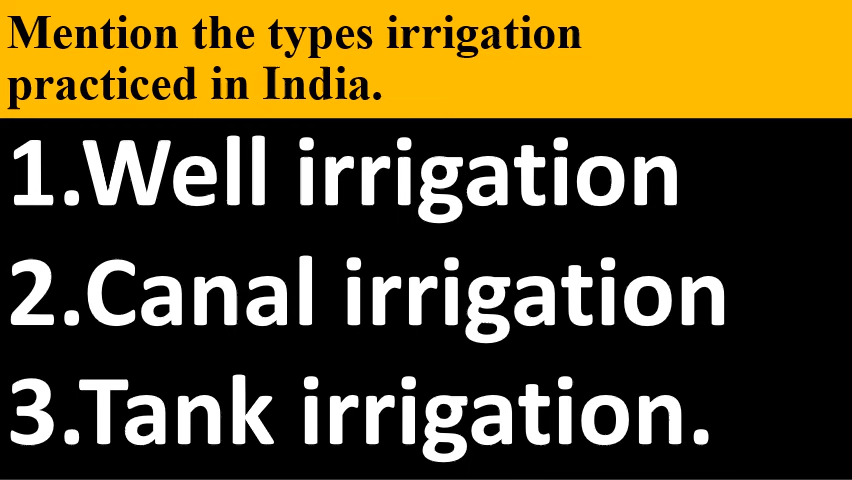 Mention the types irrigation
practiced in India.
1.Well irrigation
2.Canal irrigation
3.Tank irrigation.